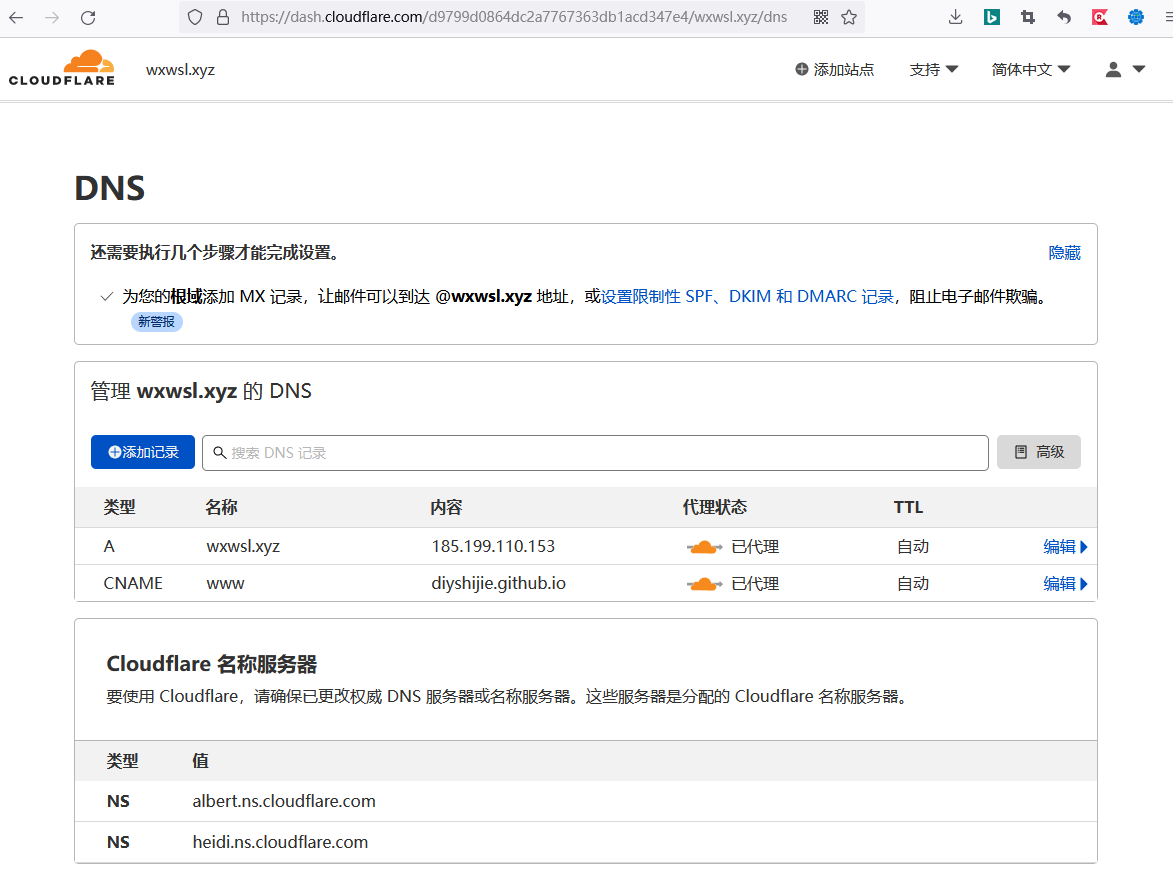 https://dash.cloudflare.com/d9799d0864dc2a7767363db1acd347e4/wxwsl.xyz/dns
CLOUDFLARE
wxwsl.xyz
添加站点
支持
简体中文
DNS
还需要执行几个步骤才能完成设置。
隐藏
为您的根域添加 MX 记录，让邮件可以到达 @wxwsl.xyz 地址，或设置限制性 SPF、DKIM 和 DMARC 记录，阻止电子邮件欺骗。
新警报
管理 wxwsl.xyz 的 DNS
添加记录
搜索 DNS 记录
高级
类型 名称 内容 代理状态 TTL
A wxwsl.xyz 185.199.110.153 已代理 自动 编辑
CNAME www diyshijie.github.io 已代理 自动 编辑
Cloudflare 名称服务器
要使用 Cloudflare，请确保已更改权威 DNS 服务器或名称服务器。这些服务器是分配的 Cloudflare 名称服务器。
类型 值
NS albert.ns.cloudflare.com
NS heidi.ns.cloudflare.com